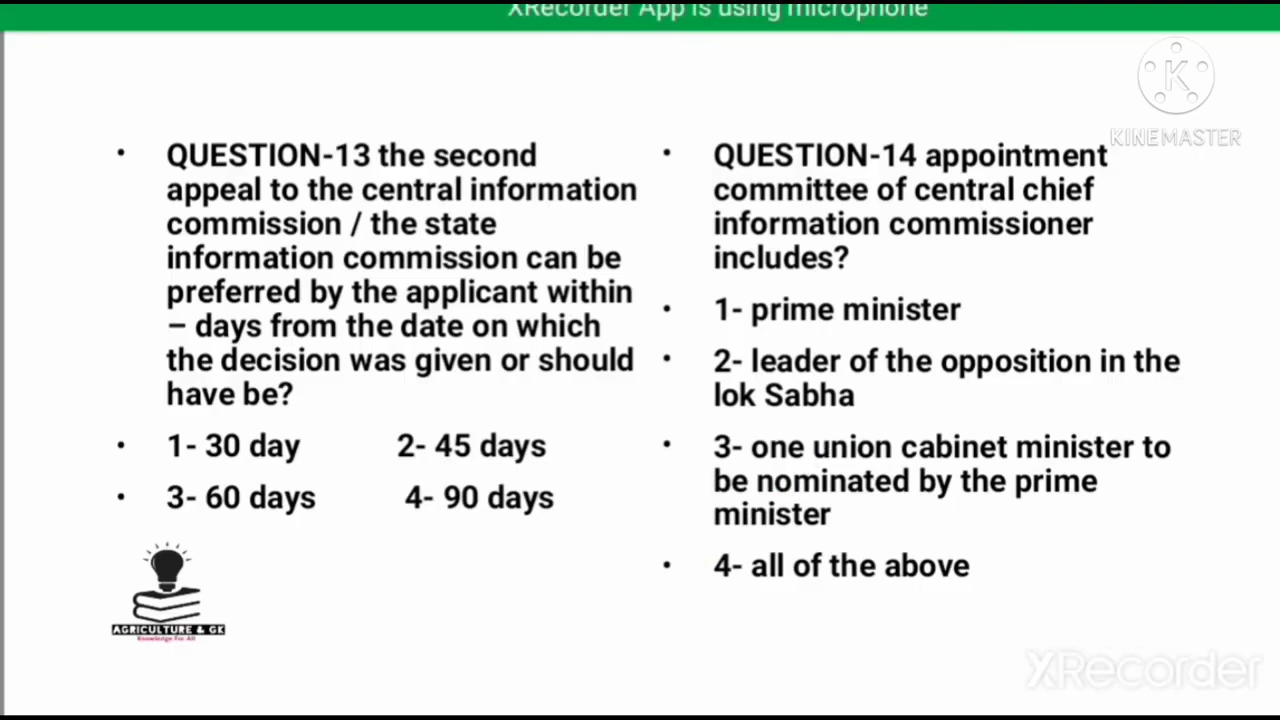 XRecorder App is using microphone
KINEMASTER
QUESTION-13 the second
appeal to the central information
commission / the state
information commission can be
preferred by the applicant within
– days from the date on which
the decision was given or should
have be?
1- 30 day 2- 45 days
3- 60 days 4- 90 days
AGRICULTURE & GK
Knowledge For All
QUESTION-14 appointment
committee of central chief
information commissioner
includes?
1- prime minister
2- leader of the opposition in the
lok Sabha
3- one union cabinet minister to
be nominated by the prime
minister
4- all of the above
XRecorder